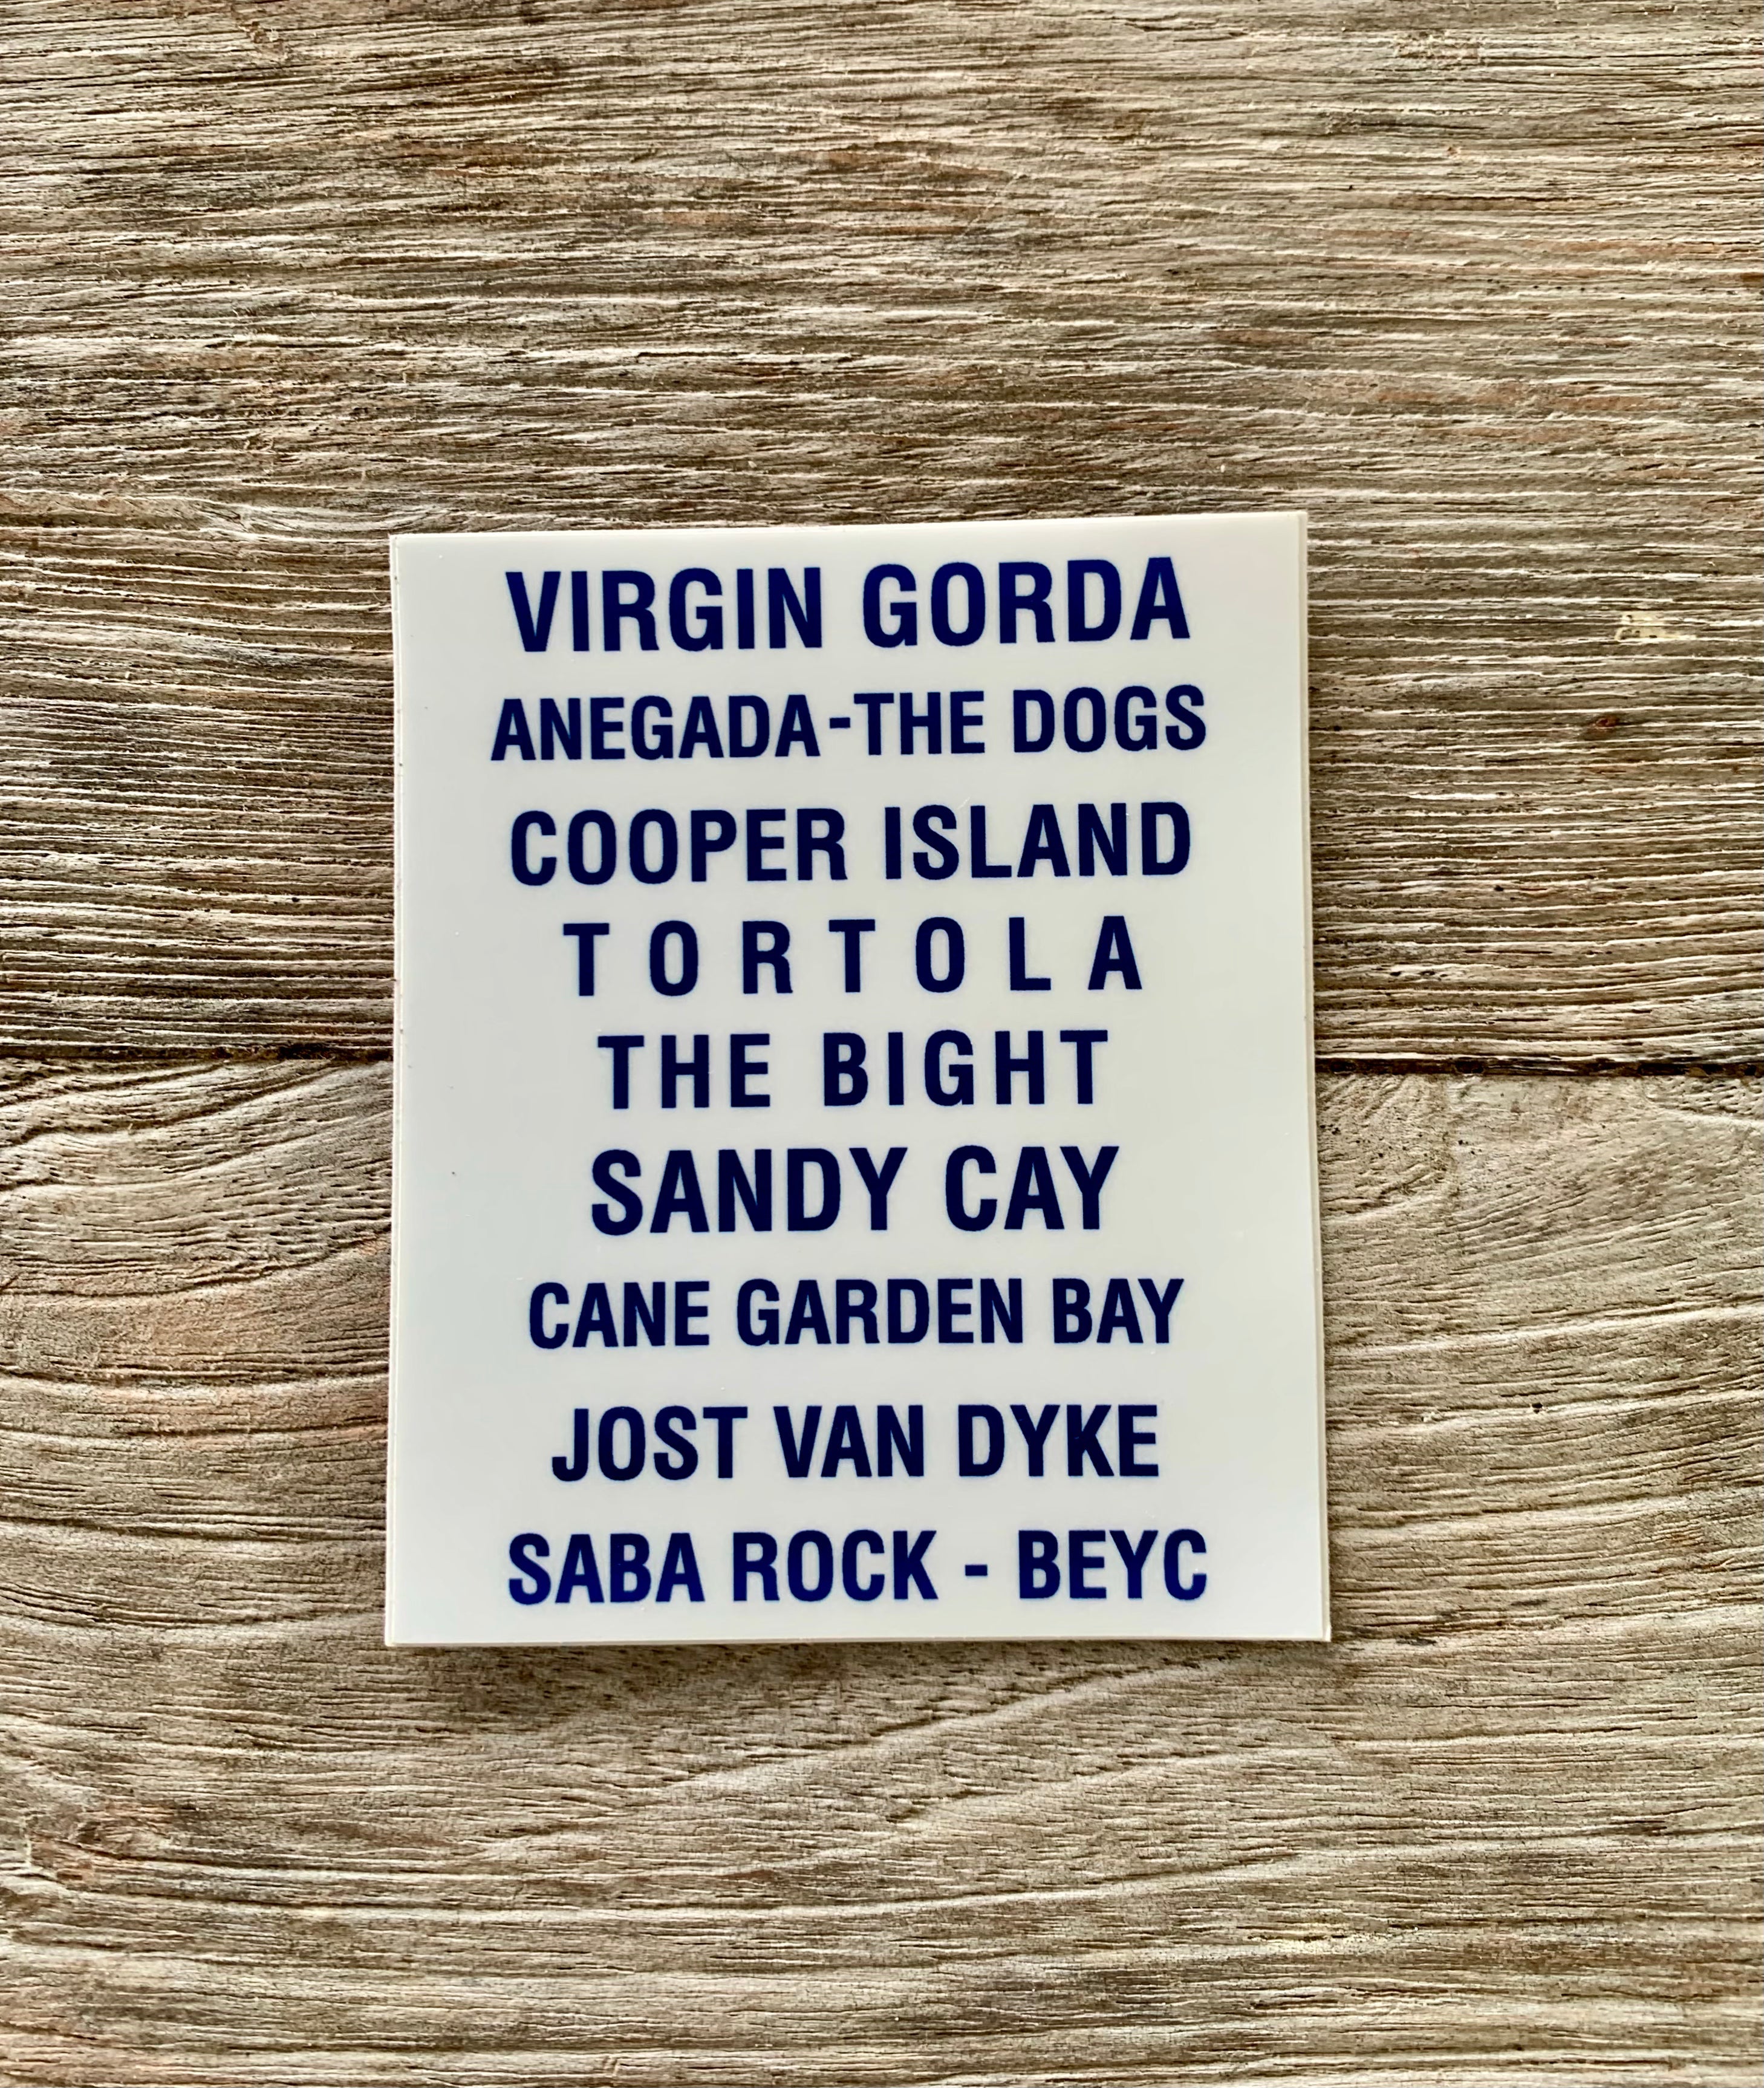 VIRGIN GORDA
ANEGADA-THE DOGS
COOPER ISLAND
TORTOLA
THE BIGHT
SANDY CAY
CANE GARDEN BAY
JOST VAN DYKE
SABA ROCK - BEYC